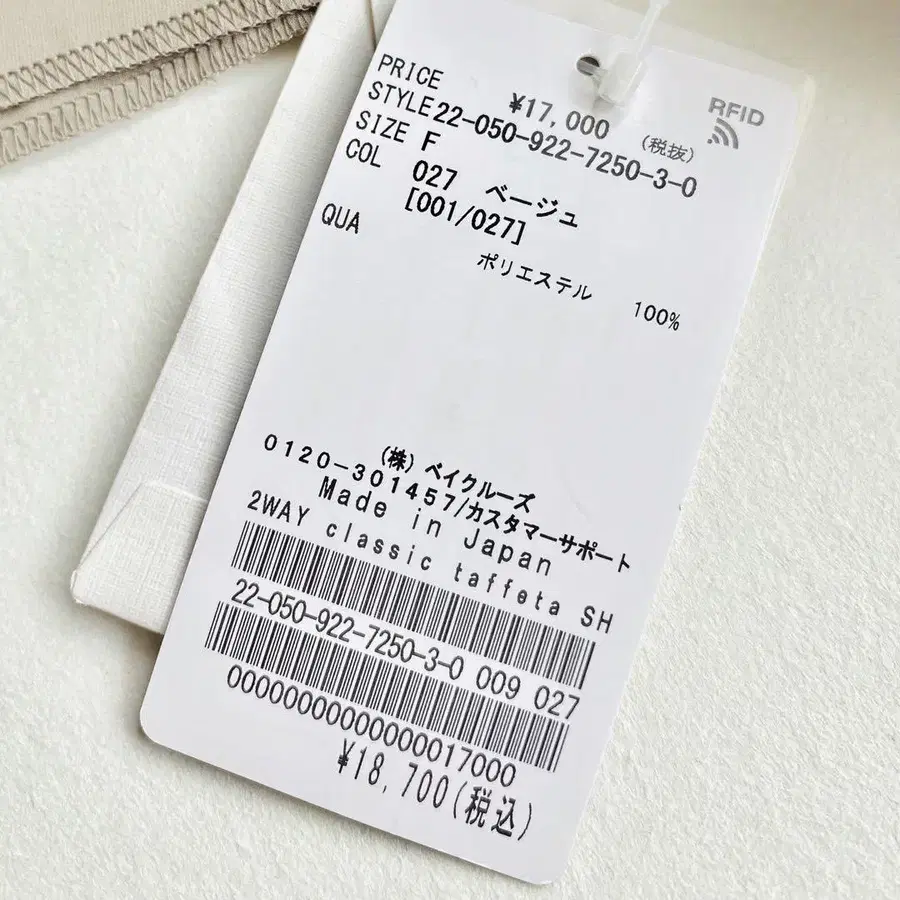 RFID
PRICE ¥17,000 (税抜)
STYLE 22-050-922-7250-3-0
SIZE F
COL 027 ベージュ
[001/027]
QUA
ポリエステル 100%
(株) ベイクルーズ
0120-301457/カスタマーサポート
Made in Japan
2WAY classic taffeta SH
22-050-922-7250-3-0 009 027
0000000000000017000
¥18,700(税込)